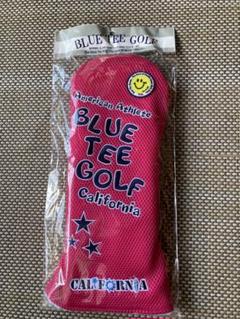 BLUE TEE GOLF
American Athlete
BLUE
TEE
GOLF
California
CALIFORNIA